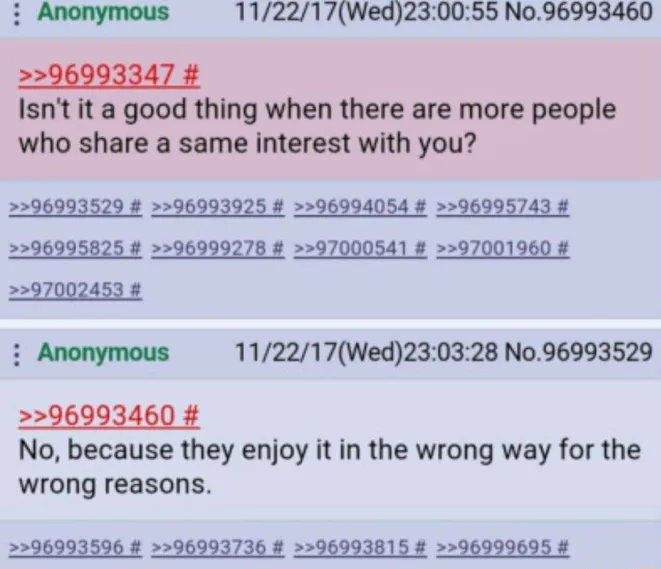 Anonymous 11/22/17(Wed)23:00:55 No.96993460
>>96993347 #
Isn't it a good thing when there are more people
who share a same interest with you?
>>96993529 # >>96993925 # >>96994054 # >>96995743 #
>>96995825 # >>96999278 # >>97000541 # >>97001960 #
>>97002453 #
Anonymous 11/22/17(Wed)23:03:28 No.96993529
>>96993460 #
No, because they enjoy it in the wrong way for the
wrong reasons.
>>96993596 # >>96993736 # >>96993815 # >>96999695 #